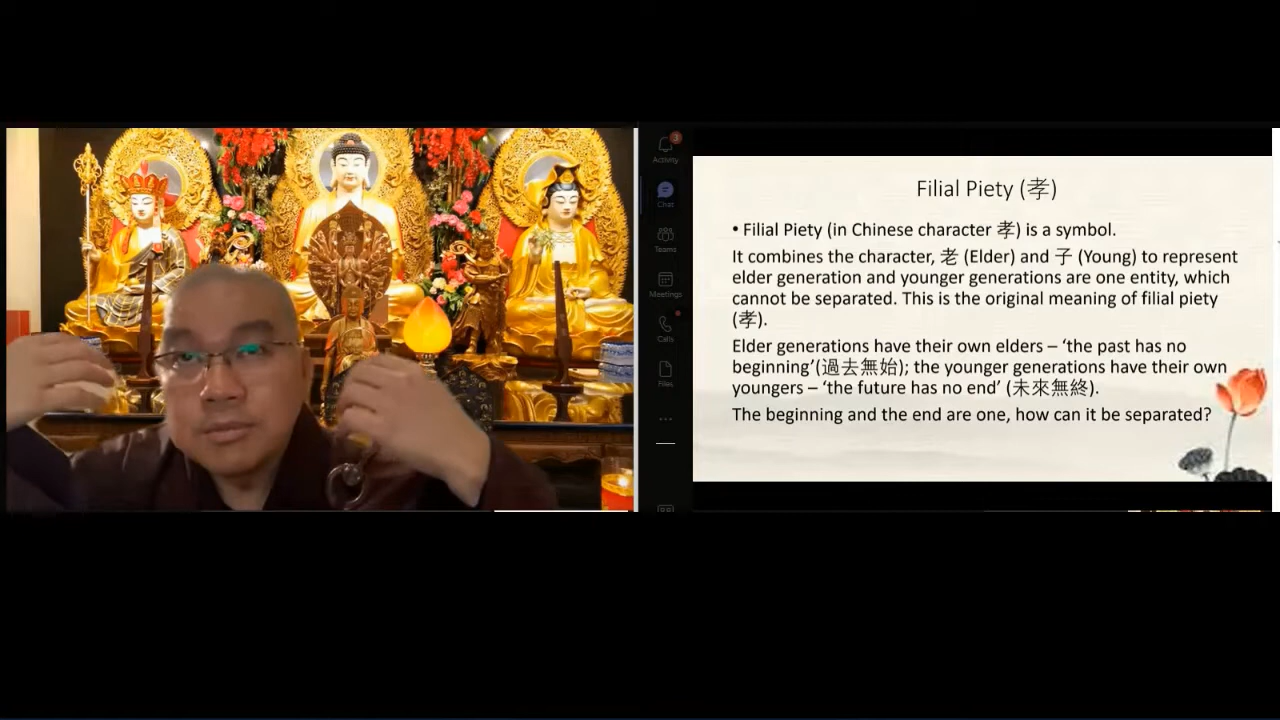 Activity
Chat
Teams
Meetings
Calls
Files
Filial Piety (孝)
• Filial Piety (in Chinese character 孝) is a symbol.
It combines the character, 老 (Elder) and 子 (Young) to represent
elder generation and younger generations are one entity, which
cannot be separated. This is the original meaning of filial piety
(孝).
Elder generations have their own elders – ‘the past has no
beginning’(過去無始); the younger generations have their own
youngers – ‘the future has no end’ (未來無終).
The beginning and the end are one, how can it be separated?